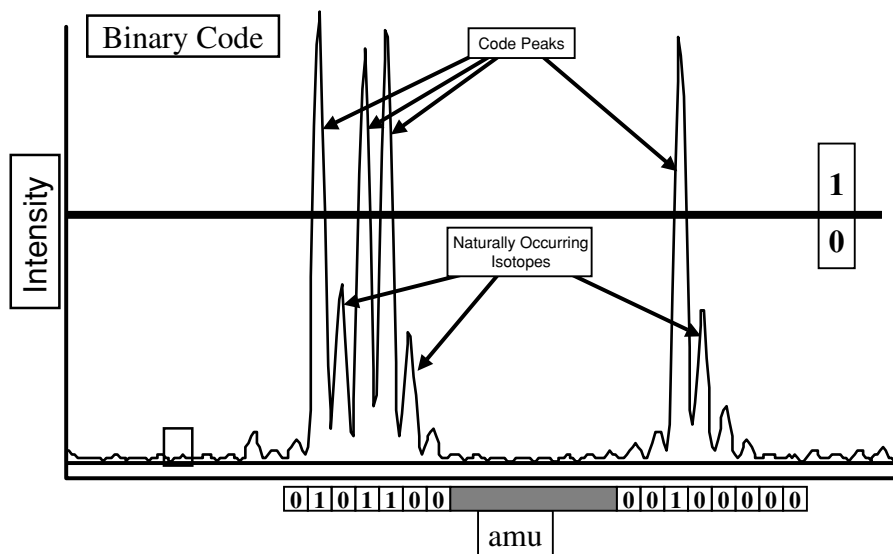 Binary Code
Code Peaks
Intensity
1
0
Naturally Occurring
Isotopes
0 1 0 1 1 0 0
0 0 1 0 0 0 0 0
amu